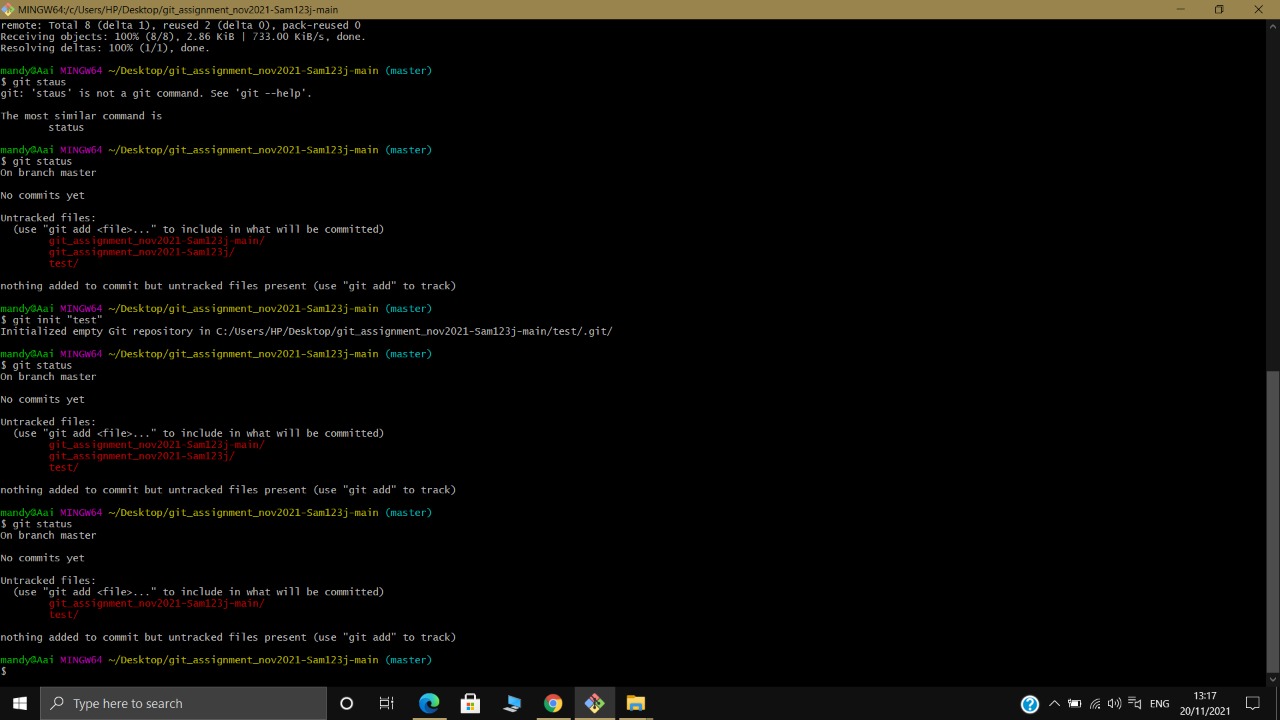 MINGW64:/c/Users/HP/Desktop/git_assignment_nov2021-Sam123j-main
remote: Total 8 (delta 1), reused 2 (delta 0), pack-reused 0
Receiving objects: 100% (8/8), 2.86 KiB | 733.00 KiB/s, done.
Resolving deltas: 100% (1/1), done.
mandy@Aai MINGW64 ~/Desktop/git_assignment_nov2021-Sam123j-main (master)
$ git staus
git: 'staus' is not a git command. See 'git --help'.
The most similar command is
status
mandy@Aai MINGW64 ~/Desktop/git_assignment_nov2021-Sam123j-main (master)
$ git status
On branch master
No commits yet
Untracked files:
(use "git add <file>..." to include in what will be committed)
git_assignment_nov2021-Sam123j-main/
git_assignment_nov2021-Sam123j/
test/
nothing added to commit but untracked files present (use "git add" to track)
mandy@Aai MINGW64 ~/Desktop/git_assignment_nov2021-Sam123j-main (master)
$ git init "test"
Initialized empty Git repository in C:/Users/HP/Desktop/git_assignment_nov2021-Sam123j-main/test/.git/
mandy@Aai MINGW64 ~/Desktop/git_assignment_nov2021-Sam123j-main (master)
$ git status
On branch master
No commits yet
Untracked files:
(use "git add <file>..." to include in what will be committed)
git_assignment_nov2021-Sam123j-main/
git_assignment_nov2021-Sam123j/
test/
nothing added to commit but untracked files present (use "git add" to track)
mandy@Aai MINGW64 ~/Desktop/git_assignment_nov2021-Sam123j-main (master)
$ git status
On branch master
No commits yet
Untracked files:
(use "git add <file>..." to include in what will be committed)
git_assignment_nov2021-Sam123j-main/
test/
nothing added to commit but untracked files present (use "git add" to track)
mandy@Aai MINGW64 ~/Desktop/git_assignment_nov2021-Sam123j-main (master)
$
Type here to search
ENG
13:17
20/11/2021